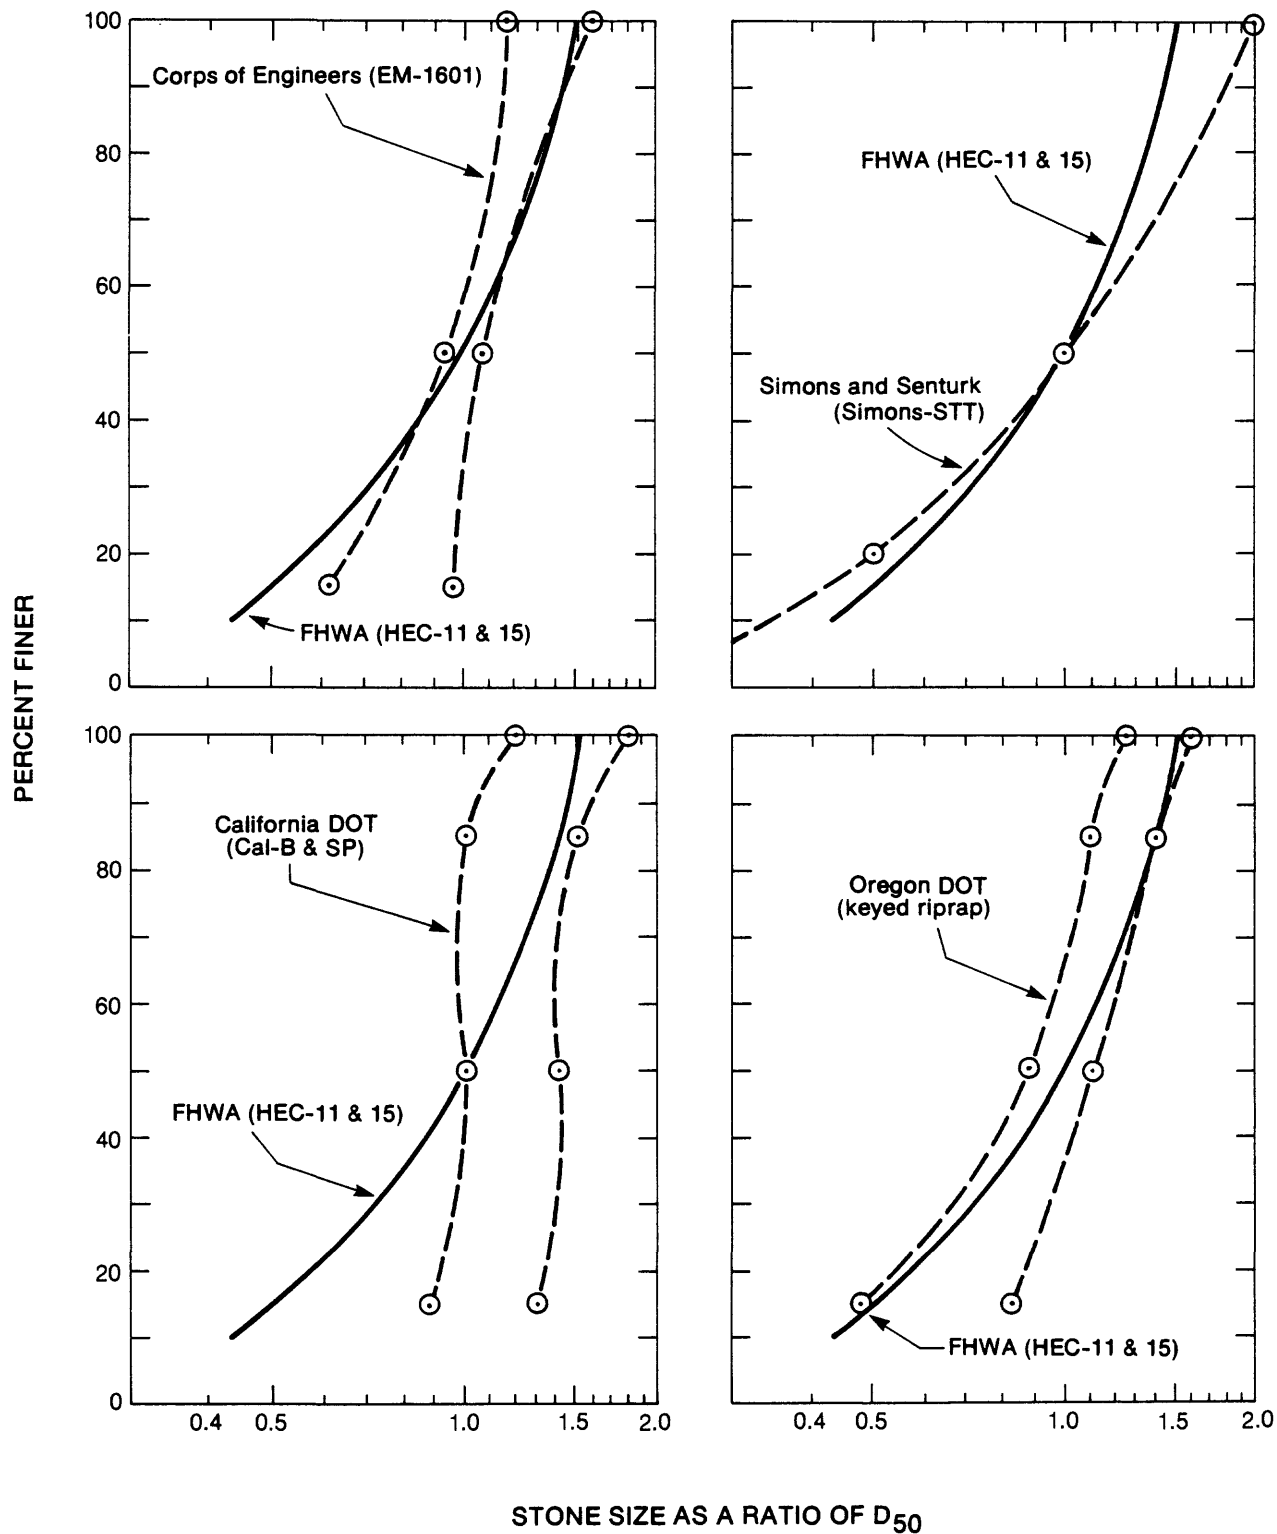 PERCENT FINER
100
80
60
40
20
0
Corps of Engineers (EM-1601)
FHWA (HEC-11 & 15)
FHWA (HEC-11 & 15)
Simons and Senturk
(Simons-STT)
100
80
60
40
20
0
California DOT
(Cal-B & SP)
FHWA (HEC-11 & 15)
0.4 0.5 1.0 1.5 2.0
Oregon DOT
(keyed riprap)
FHWA (HEC-11 & 15)
0.4 0.5 1.0 1.5 2.0
STONE SIZE AS A RATIO OF D50